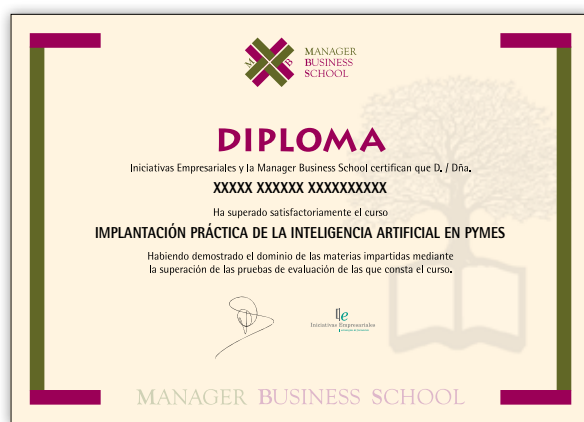 M B
MANAGER
BUSINESS
SCHOOL
DIPLOMA
Iniciativas Empresariales y la Manager Business School certifican que D. / Dña.
XXXXX XXXXXX XXXXXXXXXX
Ha superado satisfactoriamente el curso
IMPLANTACIÓN PRÁCTICA DE LA INTELIGENCIA ARTIFICIAL EN PYMES
Habiendo demostrado el dominio de las materias impartidas mediante
la superación de las pruebas de evaluación de las que consta el curso.
Iniciativas Empresariales
MANAGER BUSINESS SCHOOL